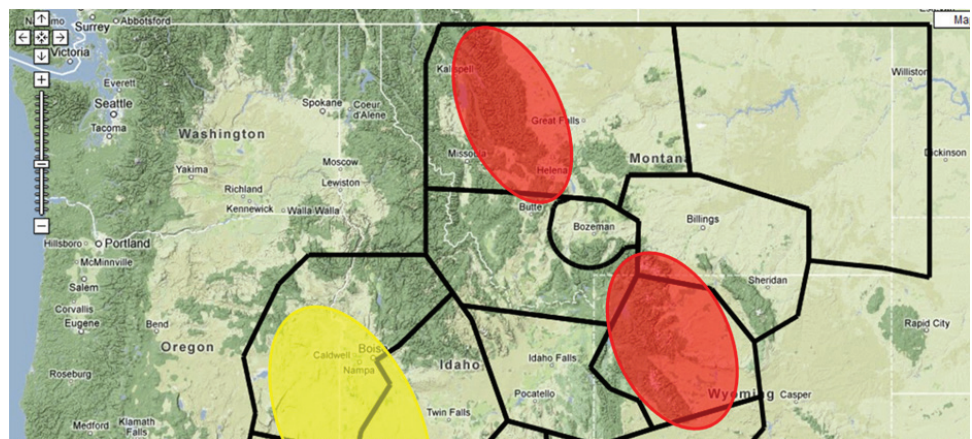 Surrey
Abbotsford
Ma
Victoria
Kalispell
Williston
Everett
Seattle
Spokane
Coeur
d'Alene
Great Falls
Tacoma
Washington
Missoula
Montana
Dickinson
Moscow
Helena
Yakima
Richland
Lewiston
Kennewick
Walla Walla
Butte
Billings
Bozeman
Hillsboro
Portland
McMinnville
Salem
Sheridan
Corvallis
Eugene
Bend
Rapid City
Oregon
Caldwell
Idaho
Idaho Falls
Nampa
Roseburg
Pocatello
Wyoming
Casper
Twin Falls
Medford
Klamath
Falls